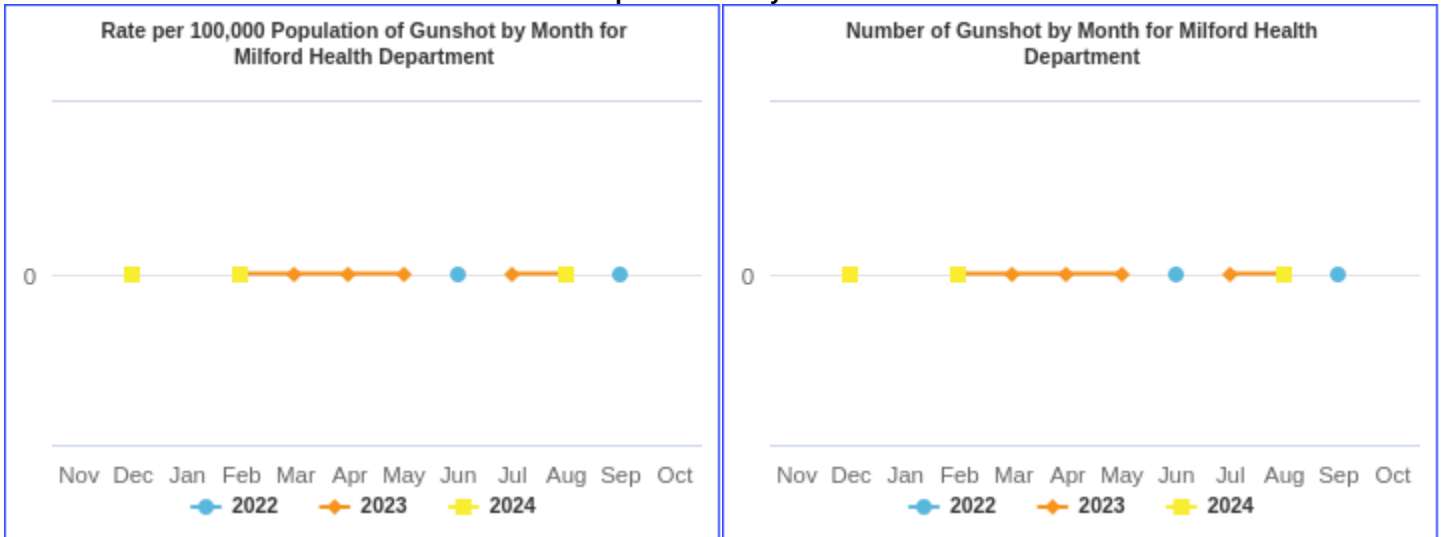 Rate per 100,000 Population of Gunshot by Month for
Milford Health Department
0
Nov Dec Jan Feb Mar Apr May Jun Jul Aug Sep Oct
2022 2023 2024
Number of Gunshot by Month for Milford Health
Department
0
Nov Dec Jan Feb Mar Apr May Jun Jul Aug Sep Oct
2022 2023 2024